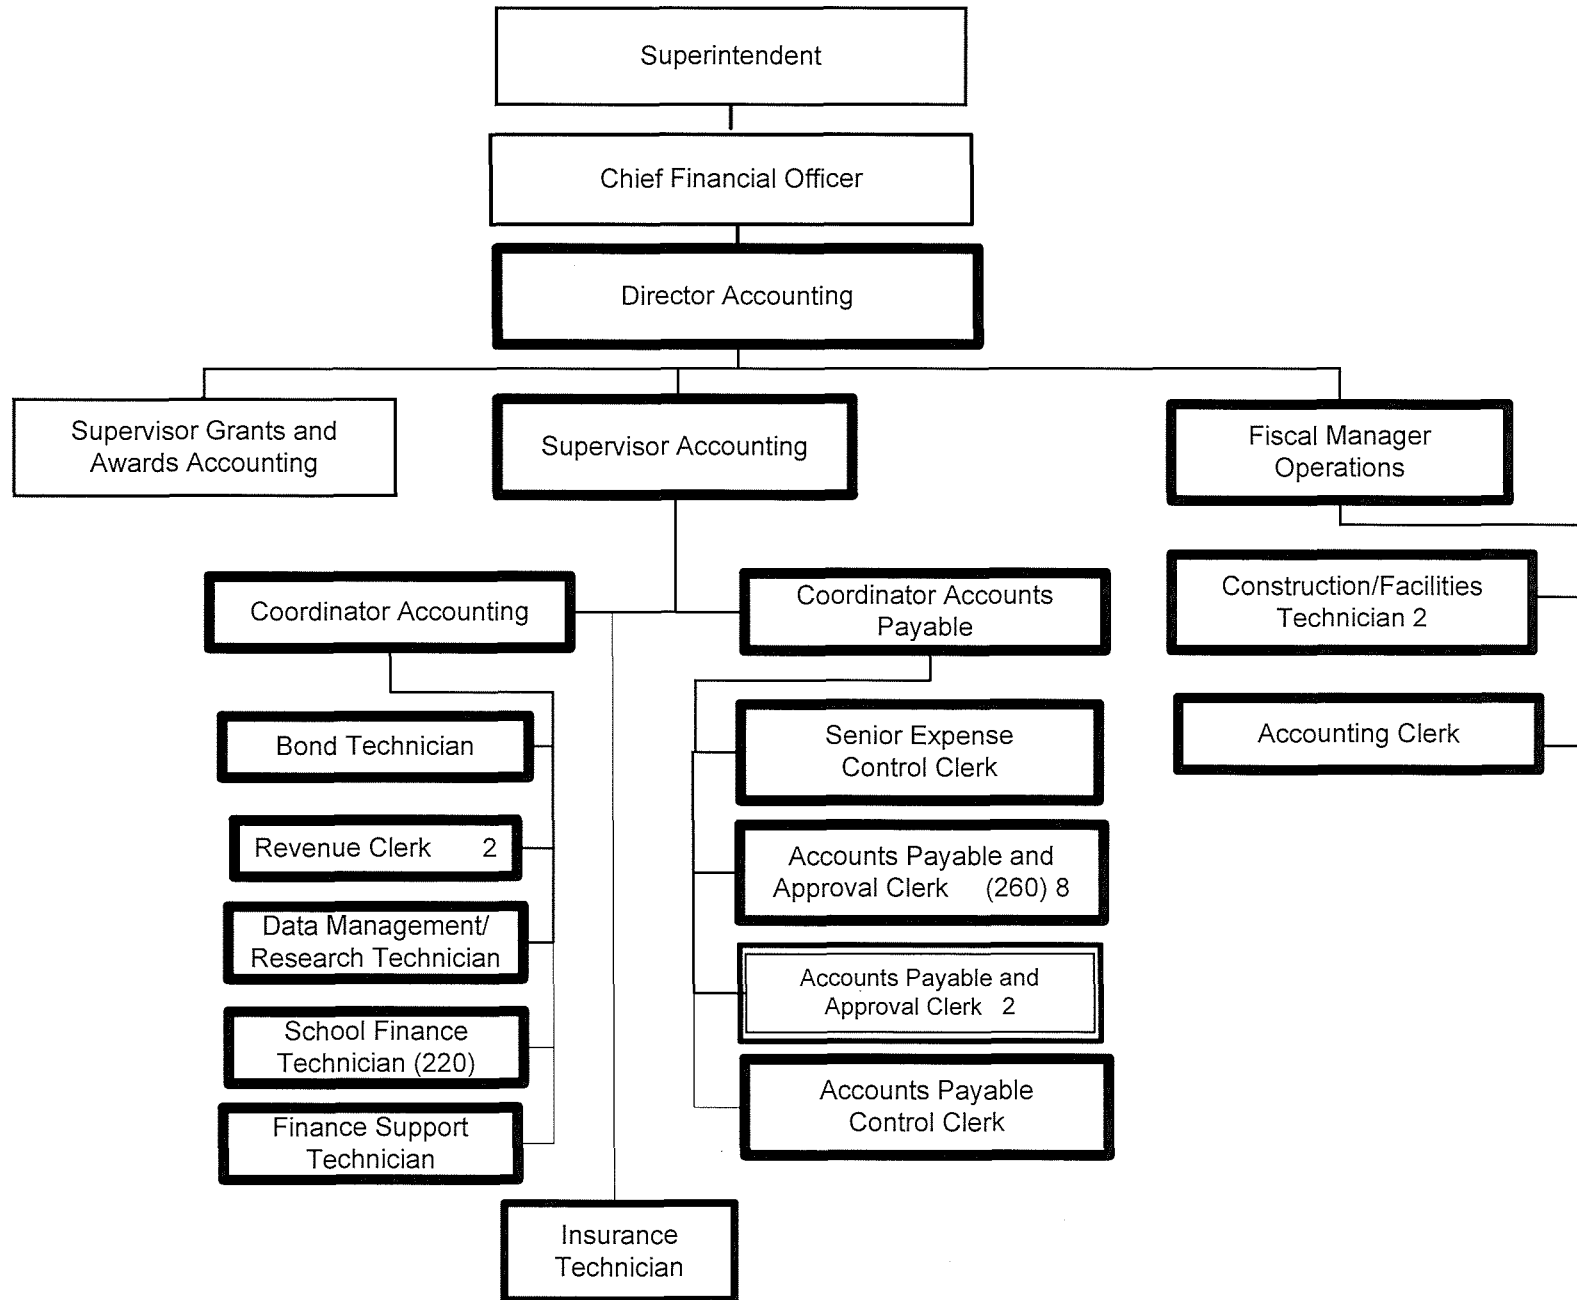 Superintendent
Chief Financial Officer
Director Accounting
Supervisor Grants and
Awards Accounting
Supervisor Accounting
Fiscal Manager
Operations
Coordinator Accounting
Coordinator Accounts
Payable
Construction/Facilities
Technician 2
Bond Technician
Senior Expense
Control Clerk
Accounting Clerk
Revenue Clerk 2
Accounts Payable and
Approval Clerk (260) 8
Data Management/
Research Technician
Accounts Payable and
Approval Clerk 2
School Finance
Technician (220)
Accounts Payable
Control Clerk
Finance Support
Technician
Insurance
Technician